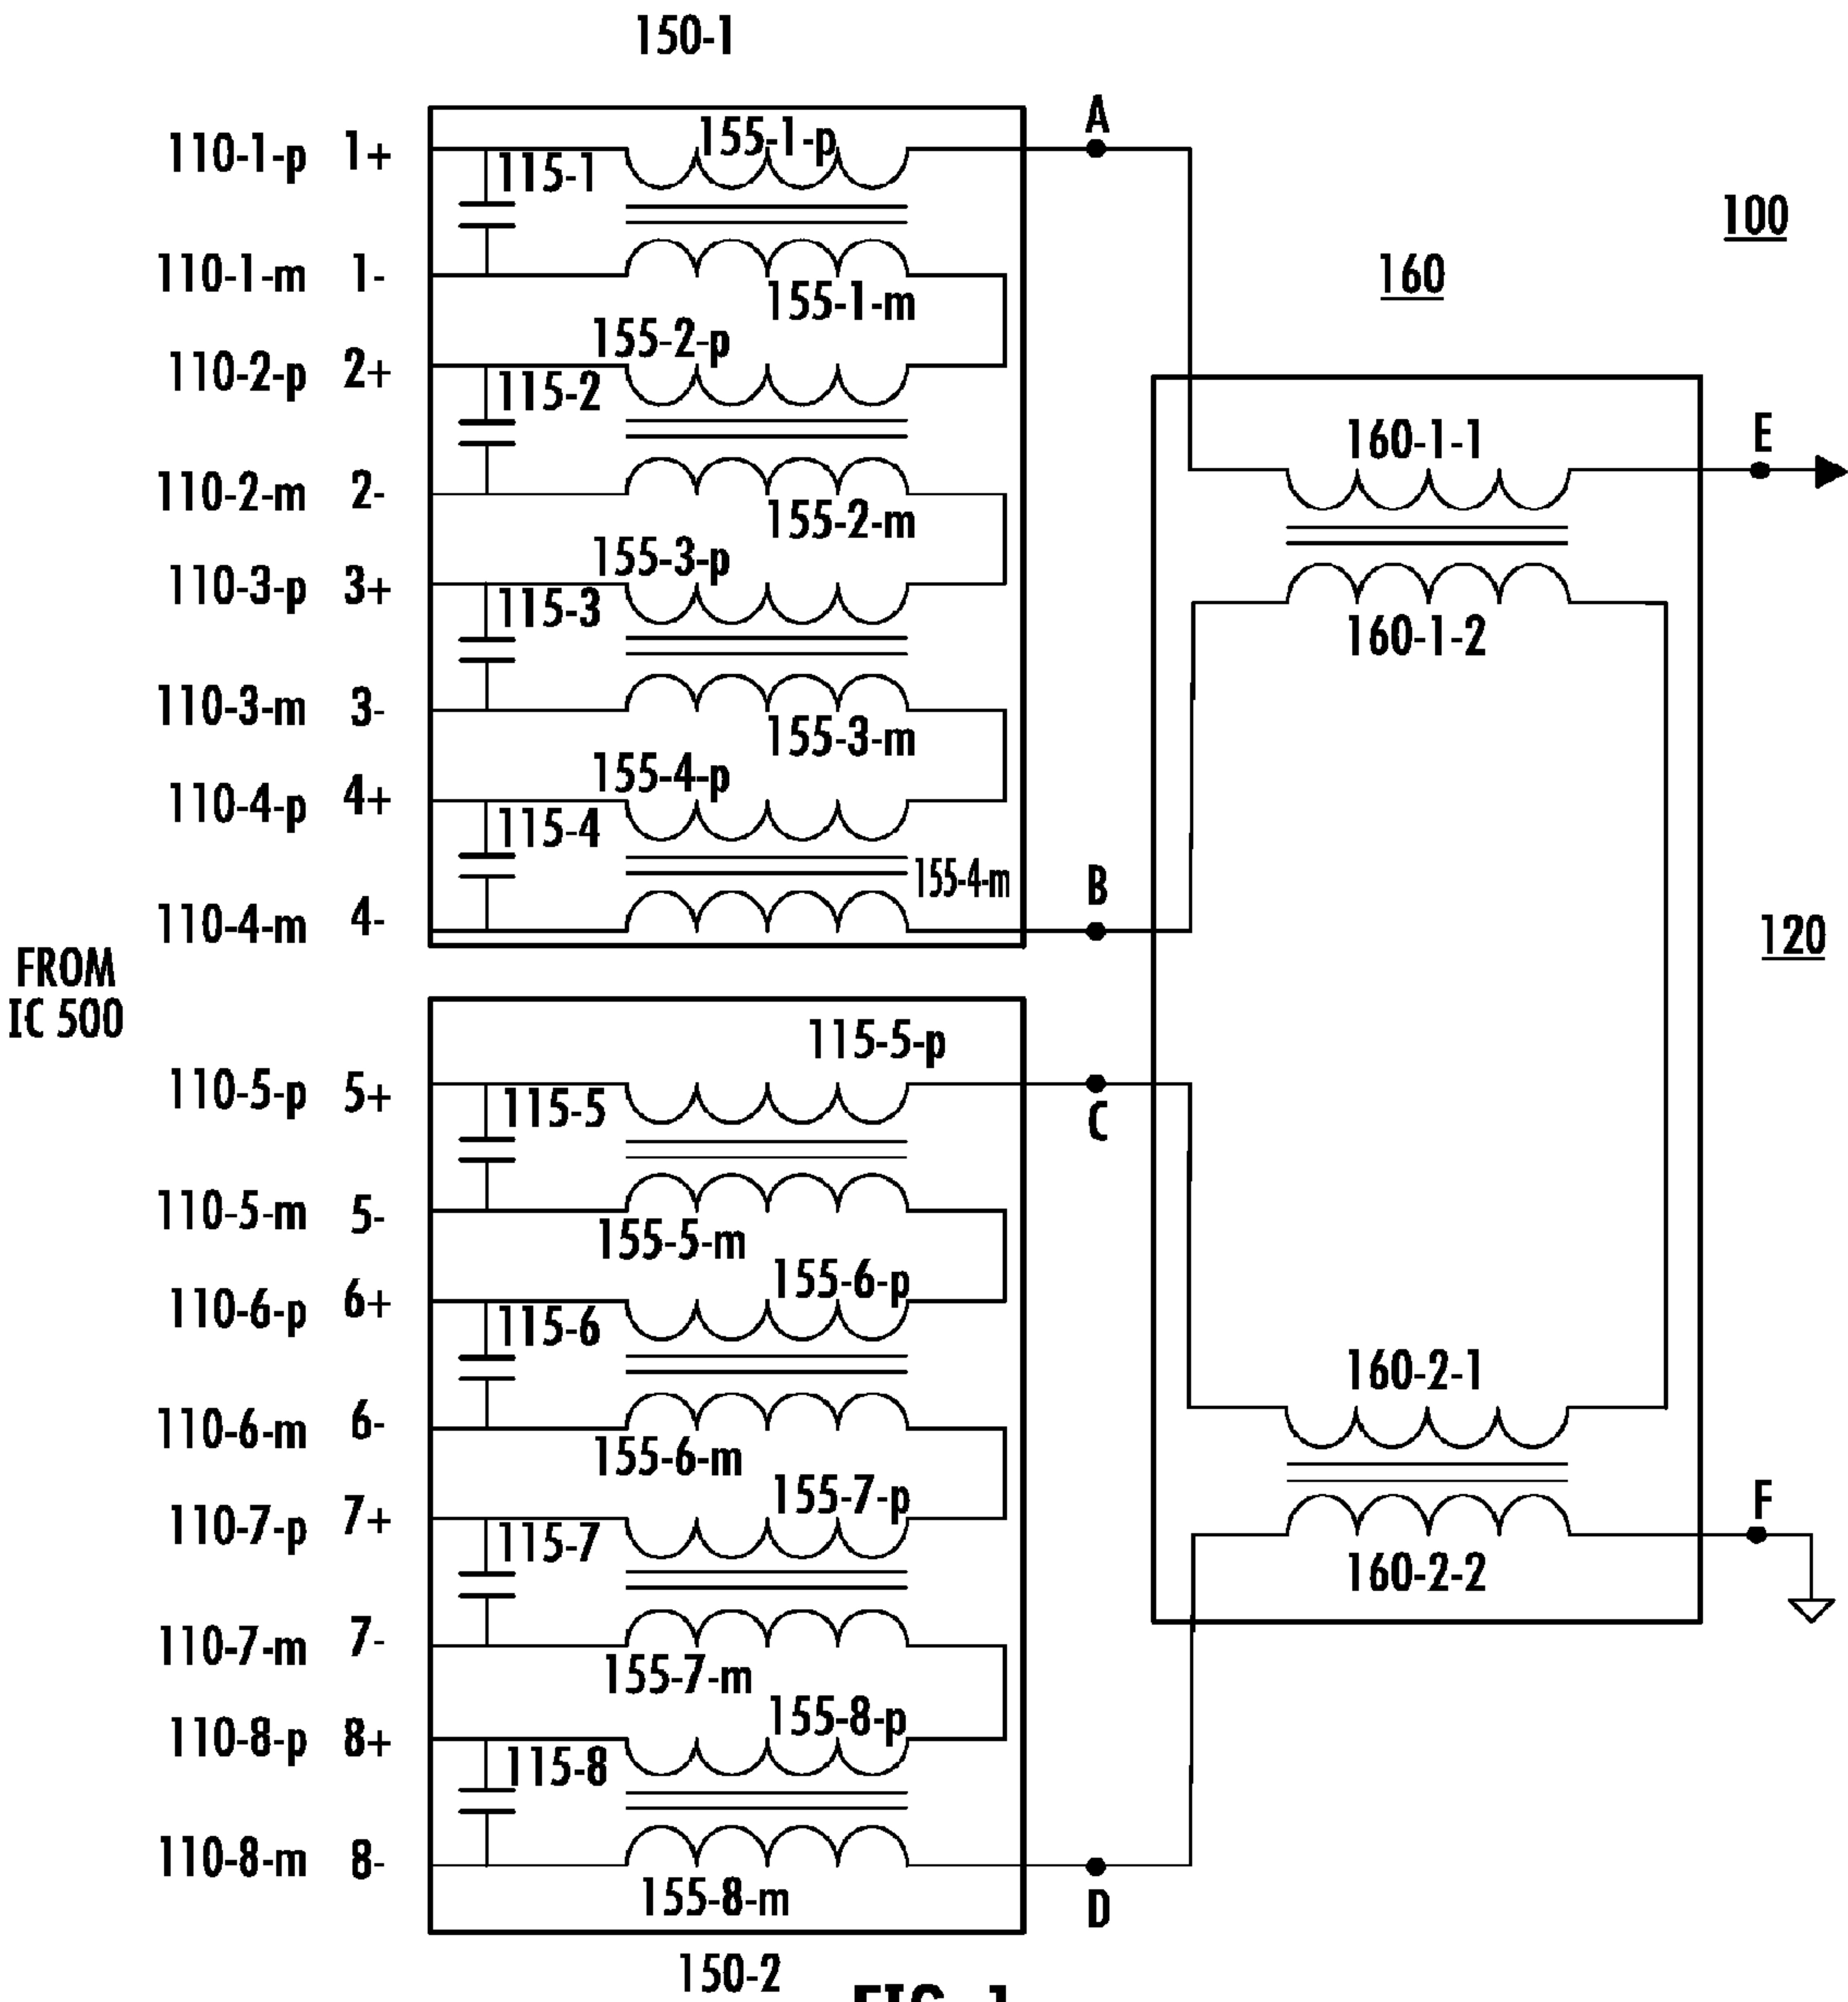 150-1
110-1-p 1+
115-1
155-1-p
A
100
110-1-m 1-
155-1-m
160
110-2-p 2+
155-2-p
115-2
160-1-1
E
110-2-m 2-
155-2-m
155-3-p
110-3-p 3+
115-3
160-1-2
110-3-m 3-
155-3-m
155-4-p
110-4-p 4+
115-4
155-4-m
B
110-4-m 4-
120
FROM
IC 500
115-5-p
110-5-p 5+
115-5
C
110-5-m 5-
155-5-m
155-6-p
110-6-p 6+
115-6
160-2-1
110-6-m 6-
155-6-m
155-7-p
F
110-7-p 7+
115-7
160-2-2
110-7-m 7-
155-7-m
155-8-p
110-8-p 8+
115-8
110-8-m 8-
155-8-m
D
150-2
FIG. 1